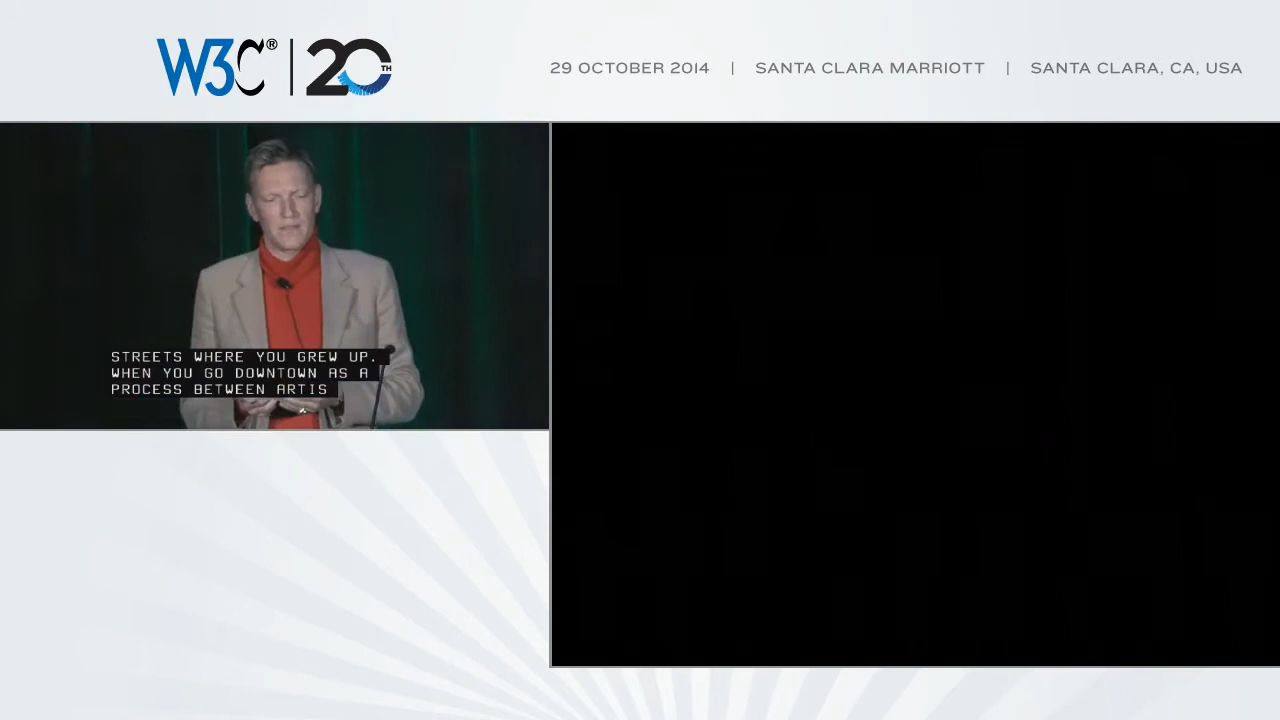 W3C® | 20TH
29 OCTOBER 2014 | SANTA CLARA MARRIOTT | SANTA CLARA, CA, USA
STREETS WHERE YOU GREW UP.
WHEN YOU GO DOWNTOWN AS A
PROCESS BETWEEN ARTIS